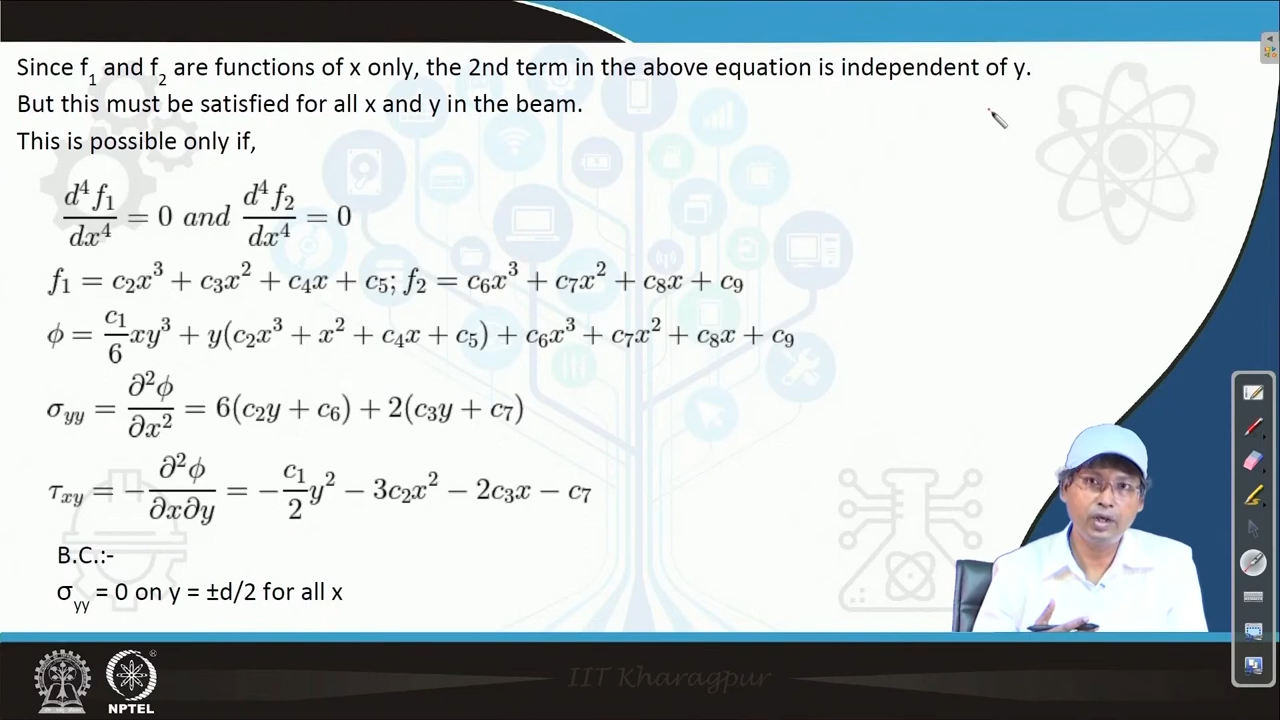 Since f₁ and f₂ are functions of x only, the 2nd term in the above equation is independent of y.
But this must be satisfied for all x and y in the beam.
This is possible only if,
d⁴f₁/dx⁴ = 0 and d⁴f₂/dx⁴ = 0
f₁ = c₂x³ + c₃x² + c₄x + c₅; f₂ = c₆x³ + c₇x² + c₈x + c₉
ϕ = c₁/6 xy³ + y(c₂x³ + x² + c₄x + c₅) + c₆x³ + c₇x² + c₈x + c₉
σyy = ∂²ϕ/∂x² = 6(c₂y + c₆) + 2(c₃y + c₇)
τxy = −∂²ϕ/∂x∂y = −c₁/2 y² − 3c₂x² − 2c₃x − c₇
B.C.:-
σyy = 0 on y = ±d/2 for all x
IIT Kharagpur
NPTEL